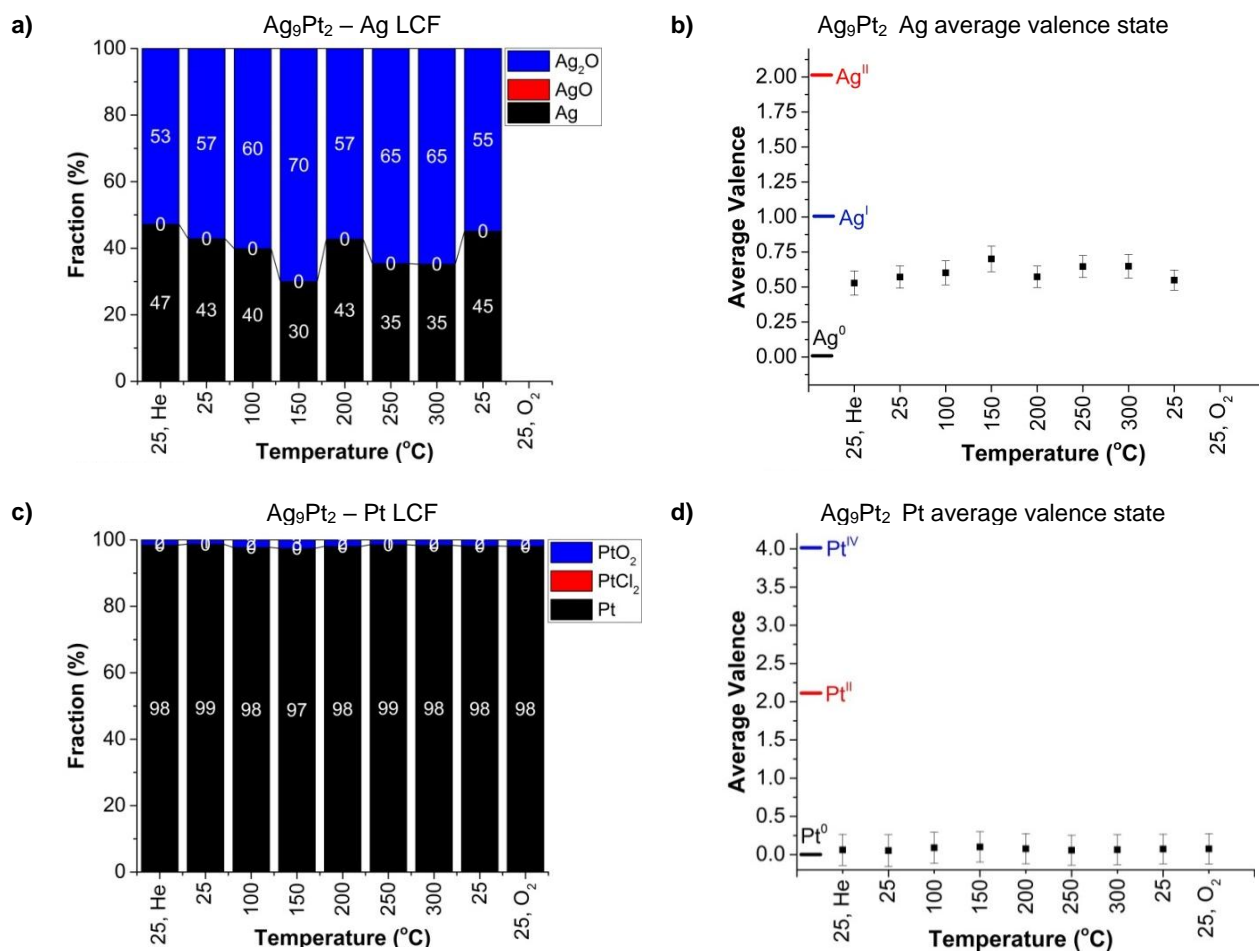 a)
Ag₉Pt₂ – Ag LCF
Fraction (%)
100
80
60
40
20
0
Ag₂O
AgO
Ag
53
57
60
70
57
65
65
55
0
0
0
0
0
0
0
0
47
43
40
30
43
35
35
45
25, He
25
100
150
200
250
300
25
25, O₂
Temperature (°C)
b)
Ag₉Pt₂ Ag average valence state
Average Valence
2.00
1.75
1.50
1.25
1.00
0.75
0.50
0.25
0.00
Ag^II
Ag^I
Ag⁰
25, He
25
100
150
200
250
300
25
25, O₂
Temperature (°C)
c)
Ag₉Pt₂ – Pt LCF
Fraction (%)
100
80
60
40
20
0
PtO₂
PtCl₂
Pt
98
99
98
97
98
99
98
98
98
25, He
25
100
150
200
250
300
25
25, O₂
Temperature (°C)
d)
Ag₉Pt₂ Pt average valence state
Average Valence
4.0
3.5
3.0
2.5
2.0
1.5
1.0
0.5
0.0
Pt^IV
Pt^II
Pt⁰
25, He
25
100
150
200
250
300
25
25, O₂
Temperature (°C)